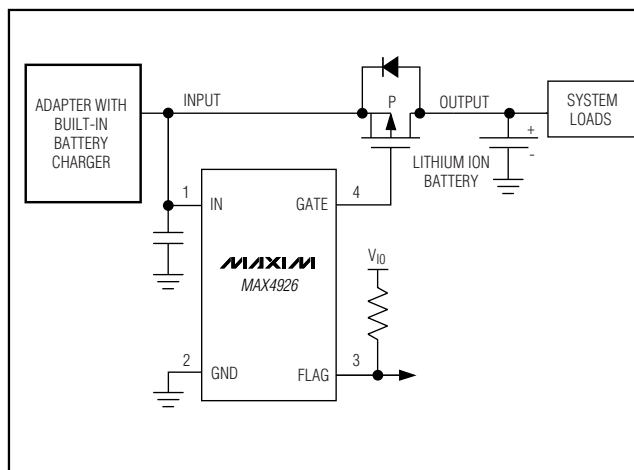 ADAPTER WITH
BUILT-IN
BATTERY
CHARGER
INPUT
P
OUTPUT
SYSTEM
LOADS
+
-
LITHIUM ION
BATTERY
1
IN
GATE
4
MAXIM
MAX4926
VIO
2
GND
FLAG
3